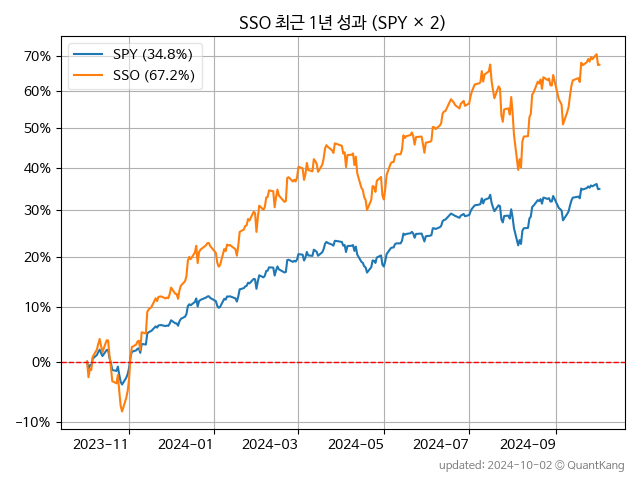 SSO 최근 1년 성과 (SPY × 2)
SPY (34.8%)
SSO (67.2%)
70%
60%
50%
40%
30%
20%
10%
0%
−10%
2023−11 2024−01 2024−03 2024−05 2024−07 2024−09
updated: 2024-10-02 © QuantKang